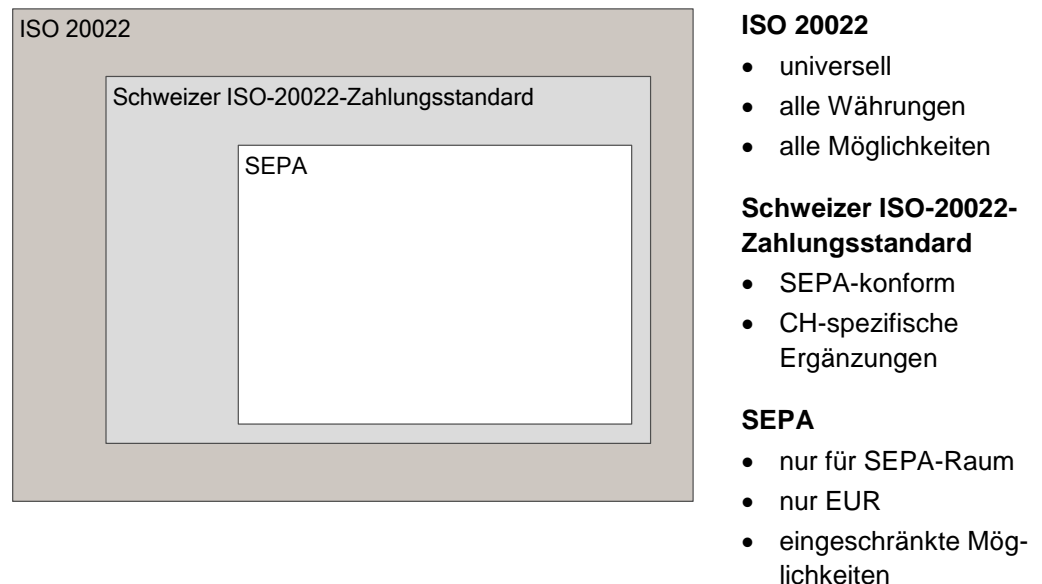 ISO 20022
Schweizer ISO-20022-Zahlungsstandard
SEPA
ISO 20022
• universell
• alle Währungen
• alle Möglichkeiten
Schweizer ISO-20022-
Zahlungsstandard
• SEPA-konform
• CH-spezifische
Ergänzungen
SEPA
• nur für SEPA-Raum
• nur EUR
• eingeschränkte Mög-
lichkeiten